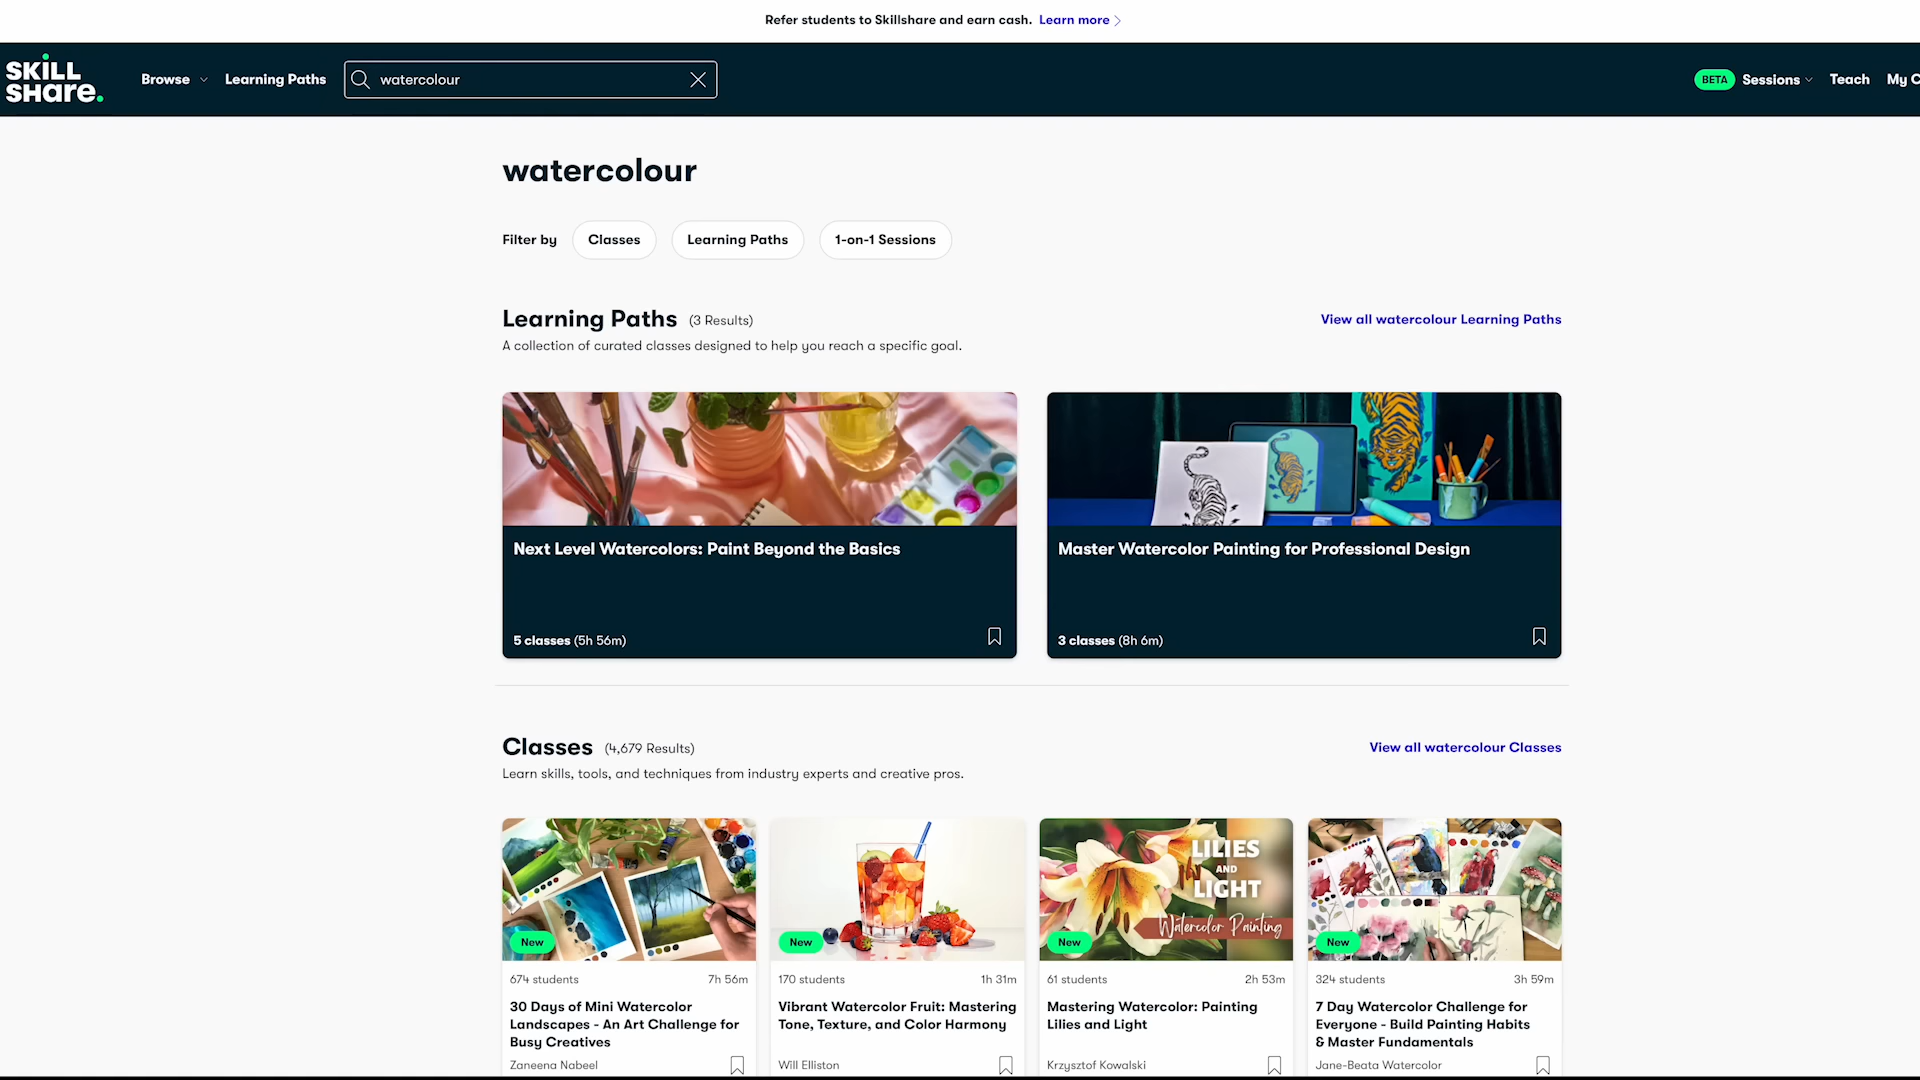 Refer students to Skillshare and earn cash. Learn more
SKILL
SHare.
Browse
Learning Paths
watercolour
BETA
Sessions
Teach
My C
watercolour
Filter by
Classes
Learning Paths
1-on-1 Sessions
Learning Paths (3 Results)
View all watercolour Learning Paths
A collection of curated classes designed to help you reach a specific goal.
Next Level Watercolors: Paint Beyond the Basics
5 classes (5h 56m)
Master Watercolor Painting for Professional Design
3 classes (8h 6m)
Classes (4,679 Results)
View all watercolour Classes
Learn skills, tools, and techniques from industry experts and creative pros.
New
674 students 7h 56m
30 Days of Mini Watercolor
Landscapes - An Art Challenge for
Busy Creatives
Zaneena Nabeel
New
170 students 1h 31m
Vibrant Watercolor Fruit: Mastering
Tone, Texture, and Color Harmony
Will Elliston
LILIES
AND
LIGHT
Watercolor Painting
New
61 students 2h 53m
Mastering Watercolor: Painting
Lilies and Light
Krzysztof Kowalski
New
324 students 3h 59m
7 Day Watercolor Challenge for
Everyone - Build Painting Habits
& Master Fundamentals
Jane-Beata Watercolor